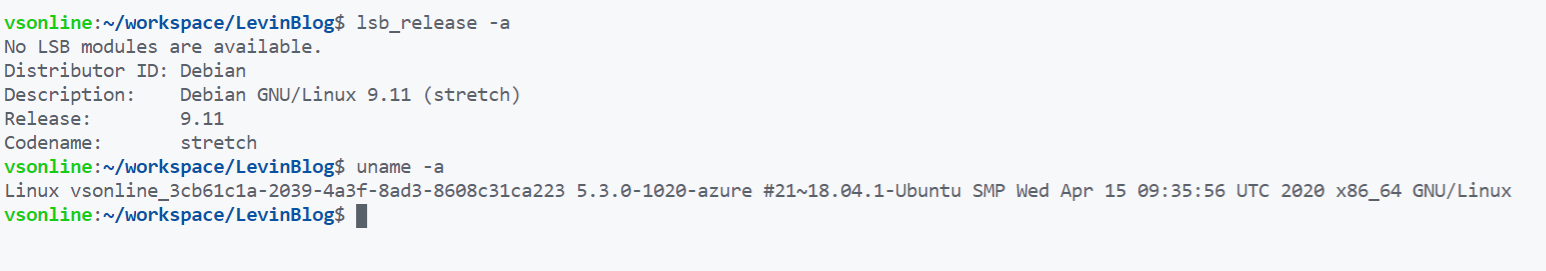 vsonline:~/workspace/LevinBlog$ lsb_release -a
No LSB modules are available.
Distributor ID: Debian
Description:    Debian GNU/Linux 9.11 (stretch)
Release:        9.11
Codename:       stretch
vsonline:~/workspace/LevinBlog$ uname -a
Linux vsonline_3cb61c1a-2039-4a3f-8ad3-8608c31ca223 5.3.0-1020-azure #21~18.04.1-Ubuntu SMP Wed Apr 15 09:35:56 UTC 2020 x86_64 GNU/Linux
vsonline:~/workspace/LevinBlog$